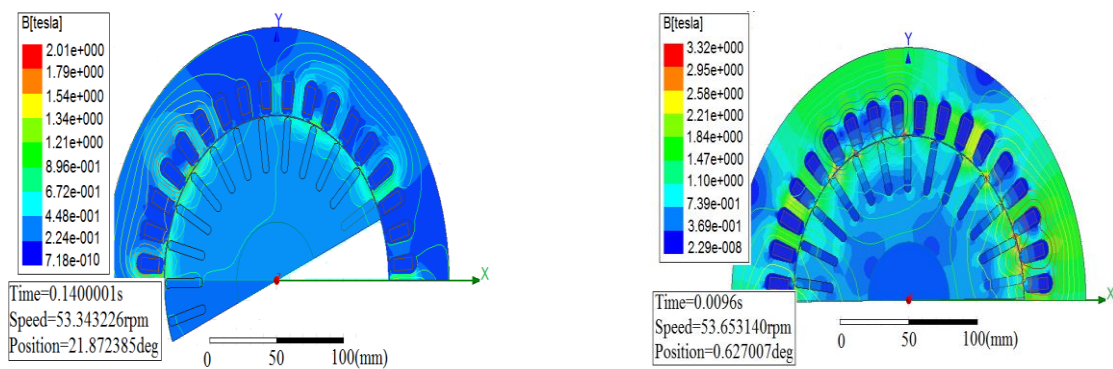 B[tesla]
2.01e+000
1.79e+000
1.54e+000
1.21e+000
8.96e-001
6.72e-001
4.48e-001
2.24e-001
7.18e-010
Y
X
Time=0.1400001s
Speed=53.343226rpm
Position=21.872385deg
0 50 100(mm)
B[tesla]
3.32e+000
2.95e+000
2.58e+000
2.21e+000
1.84e+000
1.47e+000
1.10e+000
7.39e-001
3.69e-001
2.29e-008
Y
X
Time=0.0096s
Speed=53.653140rpm
Position=0.627007deg
0 50 100(mm)